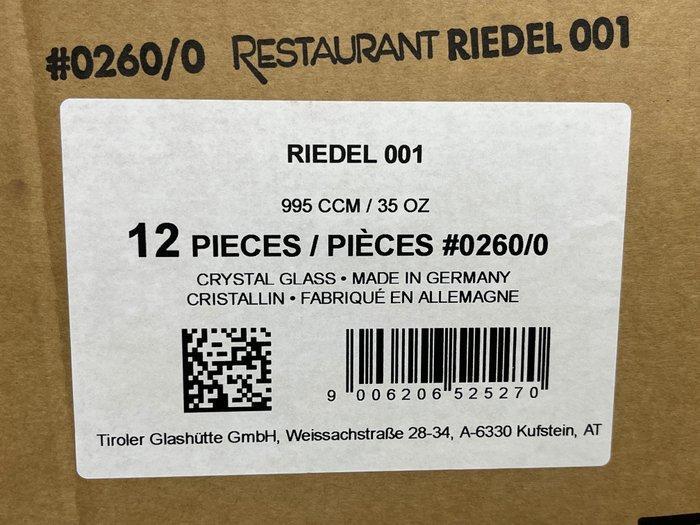 #0260/0 RESTAURANT RIEDEL 001
RIEDEL 001
995 CCM / 35 OZ
12 PIECES / PIÈCES #0260/0
CRYSTAL GLASS • MADE IN GERMANY
CRISTALLIN • FABRIQUÉ EN ALLEMAGNE
9 006206 525270
Tiroler Glashütte GmbH, Weissachstraße 28-34, A-6330 Kufstein, AT